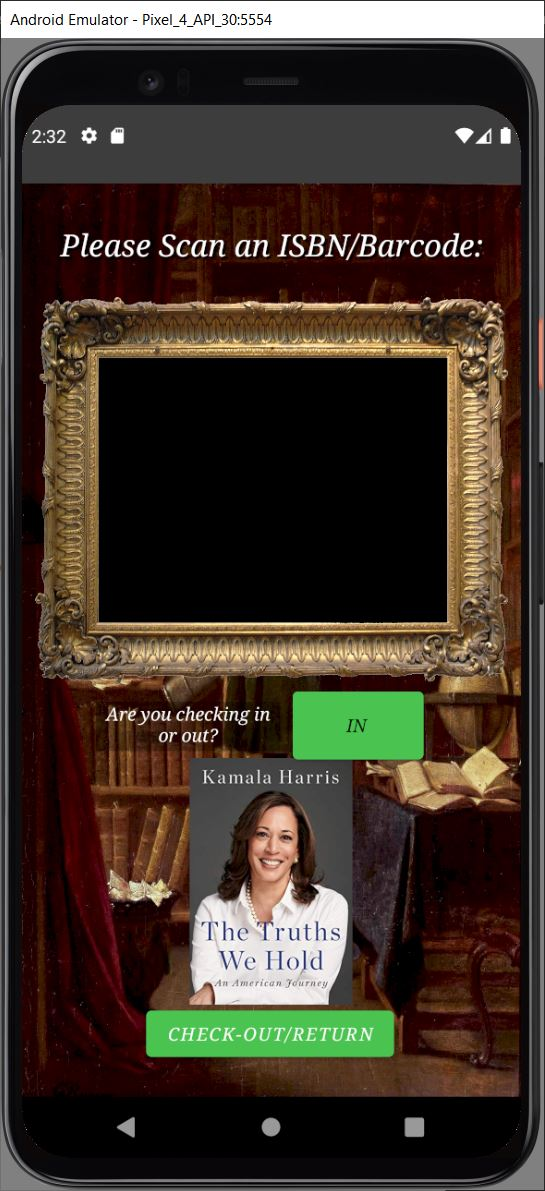 Android Emulator - Pixel_4_API_30:5554
2:32
Please Scan an ISBN/Barcode:
Are you checking in
or out?
IN
Kamala Harris
The Truths
We Hold
An American Journey
CHECK-OUT/RETURN